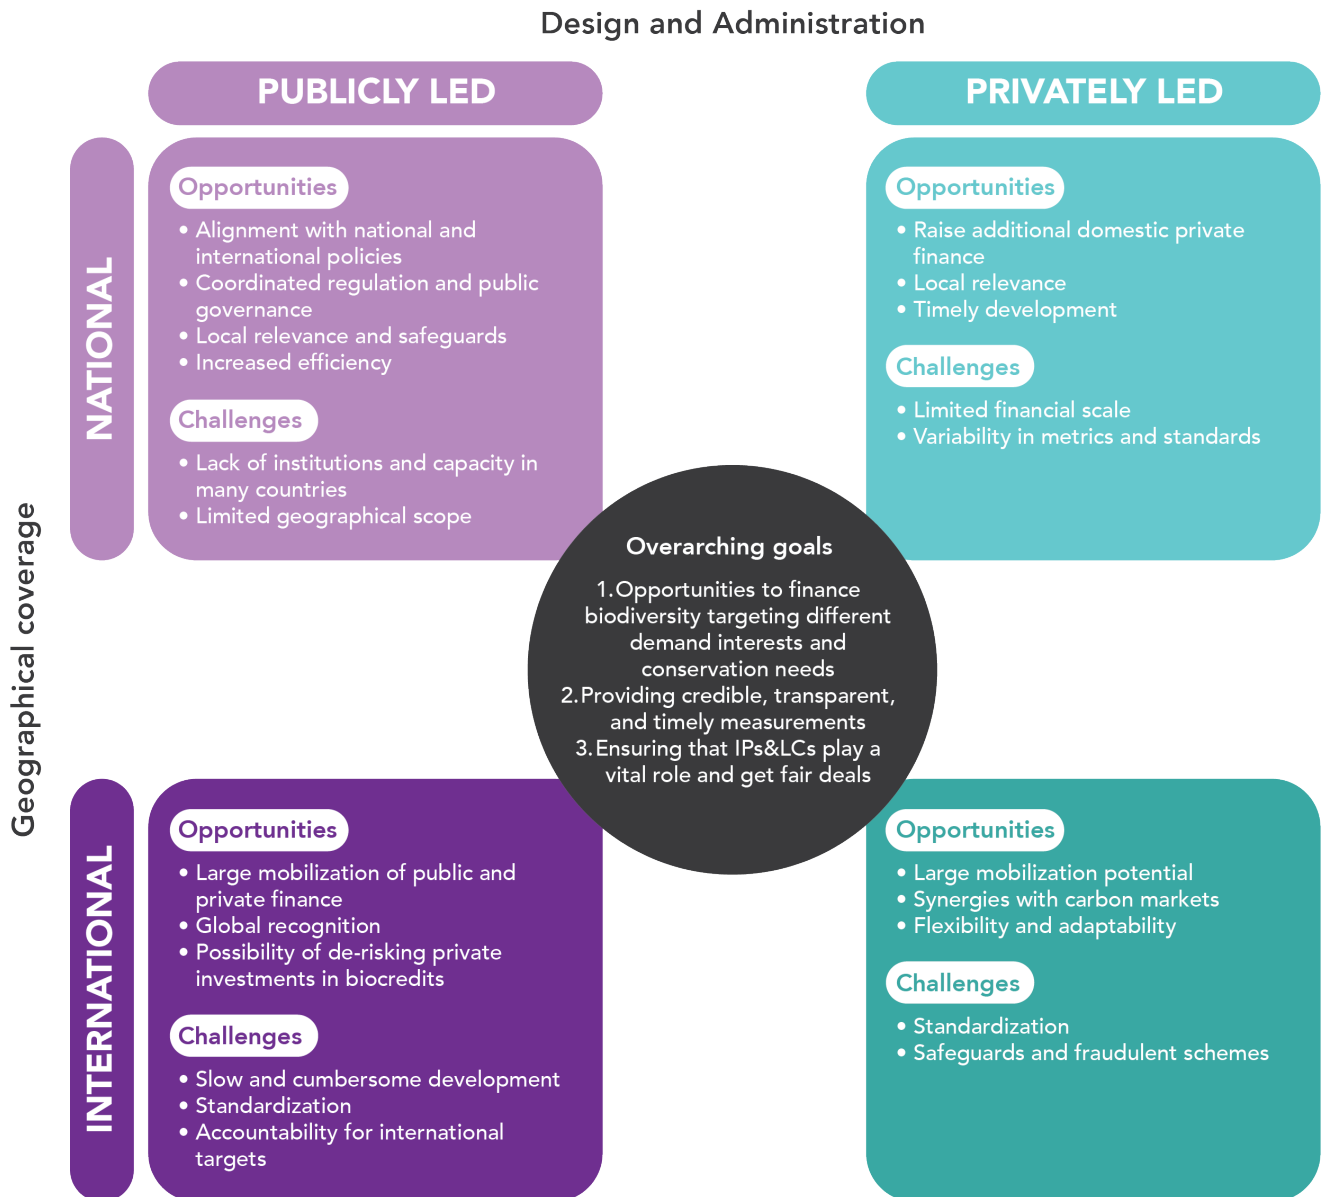 Design and Administration
PUBLICLY LED
PRIVATELY LED
Geographical coverage
NATIONAL
Opportunities
• Alignment with national and
international policies
• Coordinated regulation and public
governance
• Local relevance and safeguards
• Increased efficiency
Challenges
• Lack of institutions and capacity in
many countries
• Limited geographical scope
Opportunities
• Raise additional domestic private
finance
• Local relevance
• Timely development
Challenges
• Limited financial scale
• Variability in metrics and standards
Overarching goals
1.Opportunities to finance
biodiversity targeting different
demand interests and
conservation needs
2.Providing credible, transparent,
and timely measurements
3.Ensuring that IPs&LCs play a
vital role and get fair deals
INTERNATIONAL
Opportunities
• Large mobilization of public and
private finance
• Global recognition
• Possibility of de-risking private
investments in biocredits
Challenges
• Slow and cumbersome development
• Standardization
• Accountability for international
targets
Opportunities
• Large mobilization potential
• Synergies with carbon markets
• Flexibility and adaptability
Challenges
• Standardization
• Safeguards and fraudulent schemes